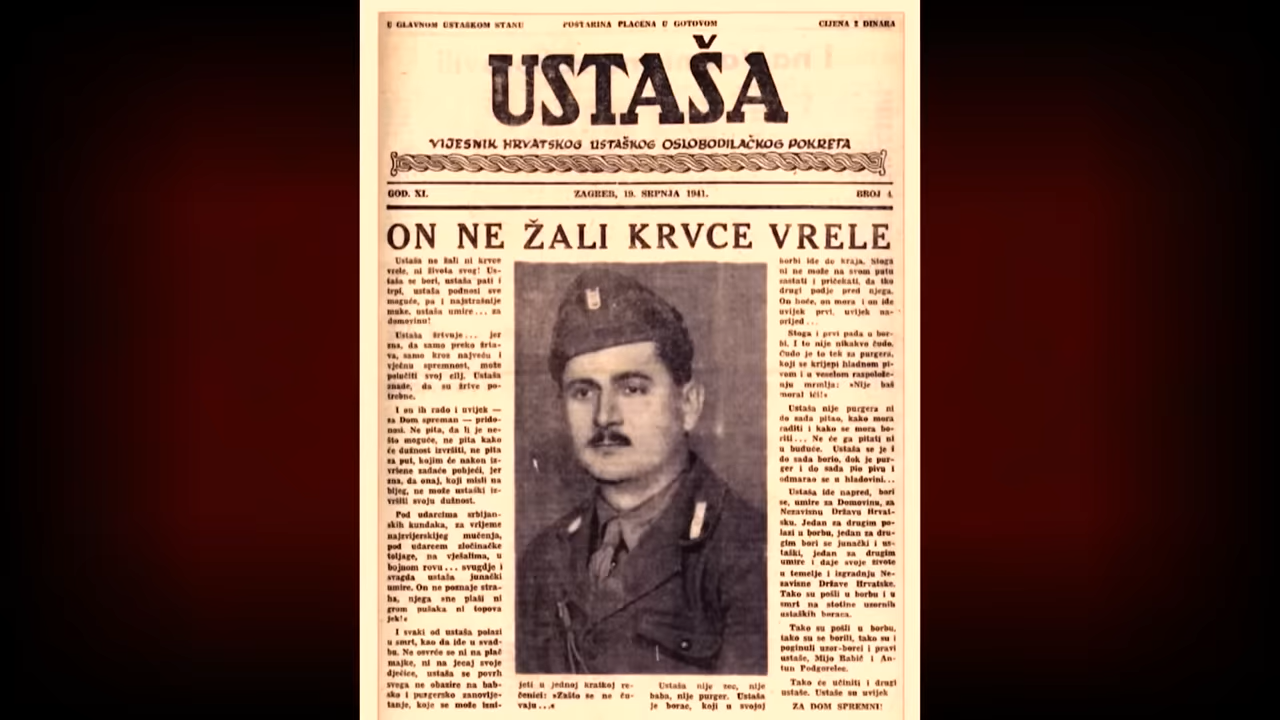 U GLAVNOM USTAŠKOM STANU
POŠTARINA PLAĆENA U GOTOVOM
CIJENA 2 DINARA
USTAŠA
VIJESNIK HRVATSKOG USTAŠKOG OSLOBODILAČKOG POKRETA
GOD. XI.
ZAGREB, 19. SRPNJA 1941.
BROJ 4
ON NE ŽALI KRVCE VRELE
Ustaša ne žali ni krvce
vrele, ni života svog! Us-
taša se bori, ustaša pati i
trpi, ustaša podnosi sve
moguće, pa i najstrašnije
muke, ustaša umire... za
domovinu!
Ustaša žrtvuje... jer
zna, da samo preko žrta-
va, samo kroz najveću i
vječnu spremnost, može
polučiti svoj cilj. Ustaša
znade, da su žrtve po-
trebne.
I on ih rado i uvijek —
za Dom spreman — prido-
nosi. Ne pita, da li je ne-
što moguće, ne pita kako
će dužnost izvršiti, ne pita
za put, kojim će nakon iz-
vršene zadaće pobjeći, jer
zna, da onaj, koji misli na
bijeg, ne može ustaški iz-
vršiti svoju dužnost.
Pod udarcima srbijan-
skih kundaka, za vrijeme
najzvijerskijeg mučenja,
pod udarcem zločinačke
toljage, na vješalima, u
bojnom rovu... svugdje i
svagda ustaša junački
umire. On ne poznaje stra-
ha, njega »ne plaši ni
grom pušaka ni topova
jek!«
I svaki od ustaša polazi
u smrt, kao da ide u svad-
bu. Ne osvrće se ni na plač
majke, ni na jecaj svoje
dječice, ustaša se povrh
svega ne obazire na bab-
sko i purgersko zanovije-
tanje, koje se može izni-
jeti u jednoj kratkoj re-
čenici: »Zašto se ne ču-
vaju...«
Ustaša nije zec, nije
baba, nije purger. Ustaša
je borac, koji u svojoj
borbi ide do kraja. Stoga
ni ne može na svom putu
zastati i pričekati, da tko
drugi podje pred njega.
On hoće, on mora i on ide
uvijek prvi, uvijek na-
prijed...
Stoga i prvi pada u bor-
bi. I to nije nikakvo čudo.
Čudo je to tek za purgera,
koji se krijepi hladnom pi-
vom i u veselom raspolože-
nju mrmlja: »Nije baš
moral ići!«
Ustaša nije purgera ni
do sada pitao, kako mora
raditi i kako se mora bo-
riti... Ne će ga pitati ni
u buduće. Ustaša se je i
do sada borio, dok je pur-
ger i do sada pio pivu i
odmarao se u hladovini...
Ustaša ide napred, bori
se, umire za Domovinu, za
Nezavisnu Državu Hrvat-
sku. Jedan za drugim po-
lazi u borbu, jedan za dru-
gim bori se junački i us-
taški, jedan za drugim
umire i daje svoje živote
u temelje i izgradnju Ne-
zavisne Države Hrvatske.
Tako su pošli u borbu i u
smrt na stotine uzornih
ustaških boraca.
Tako su pošli u borbu,
tako su se borili, tako su i
poginuli uzor-borci i pravi
ustaše, Mijo Babić i An-
tun Podgorelec.
Tako će učiniti i drugi
ustaše. Ustaše su uvijek
ZA DOM SPREMNI!